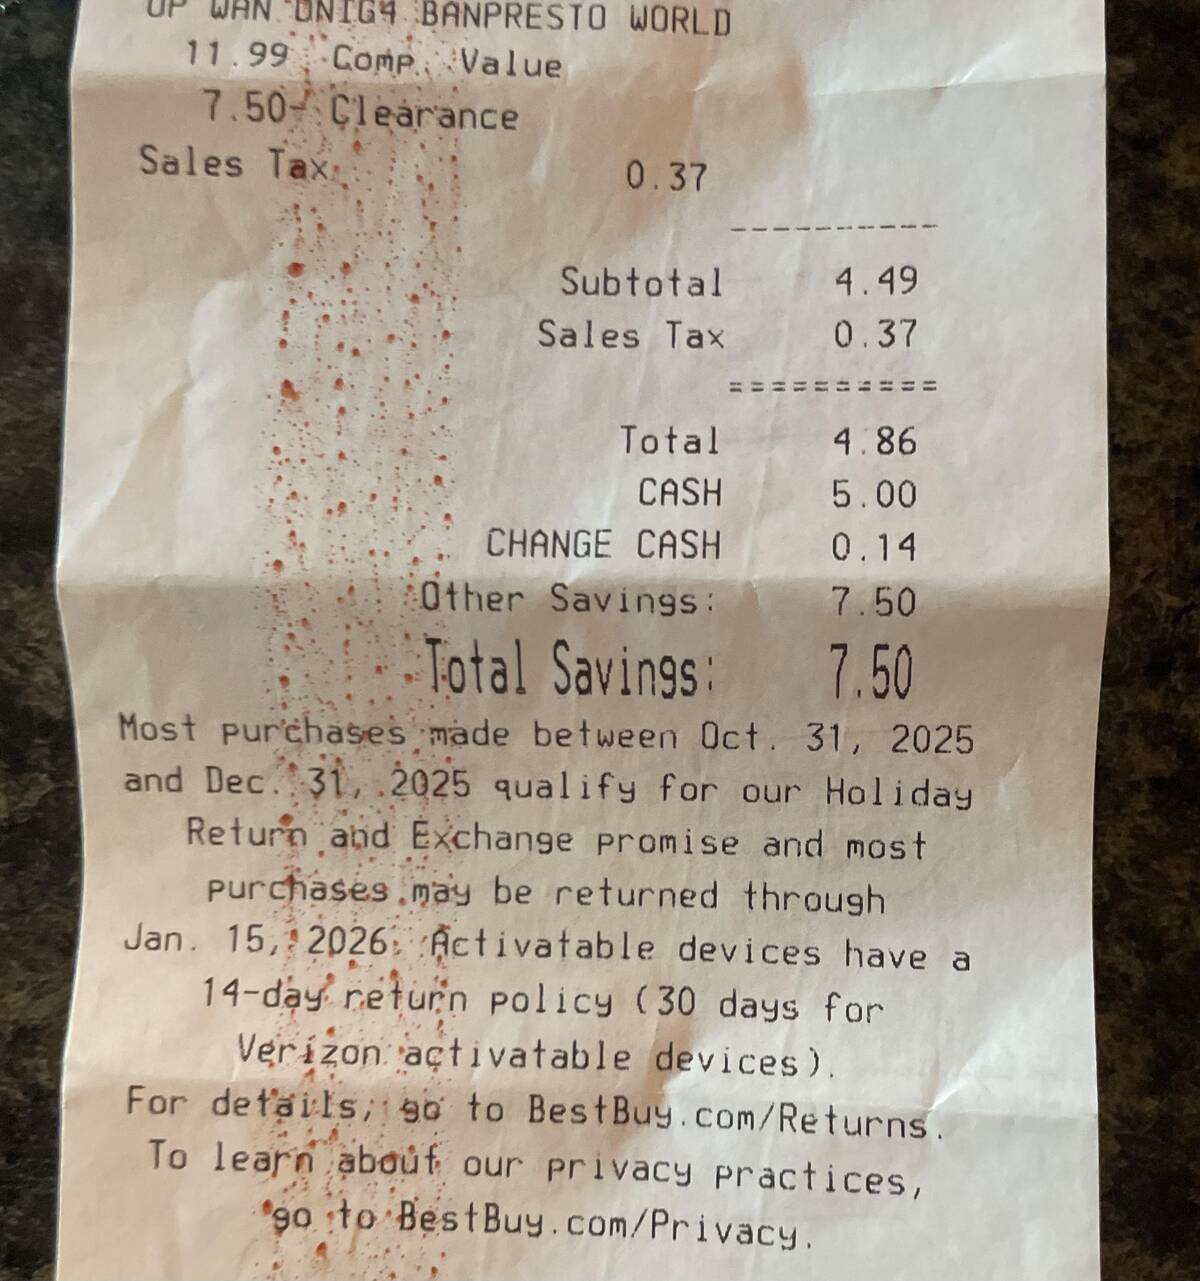 OP WAN ONIG4 BANPRESTO WORLD
11.99 Comp. Value
7.50- Clearance
Sales Tax 0.37
----------
Subtotal 4.49
Sales Tax 0.37
==========
Total 4.86
CASH 5.00
CHANGE CASH 0.14
Other Savings: 7.50
Total Savings: 7.50
Most purchases made between Oct. 31, 2025
and Dec. 31, 2025 qualify for our Holiday
Return and Exchange promise and most
purchases may be returned through
Jan. 15, 2026. Activatable devices have a
14-day return policy (30 days for
Verizon activatable devices).
For details, go to BestBuy.com/Returns.
To learn about our privacy practices,
go to BestBuy.com/Privacy.